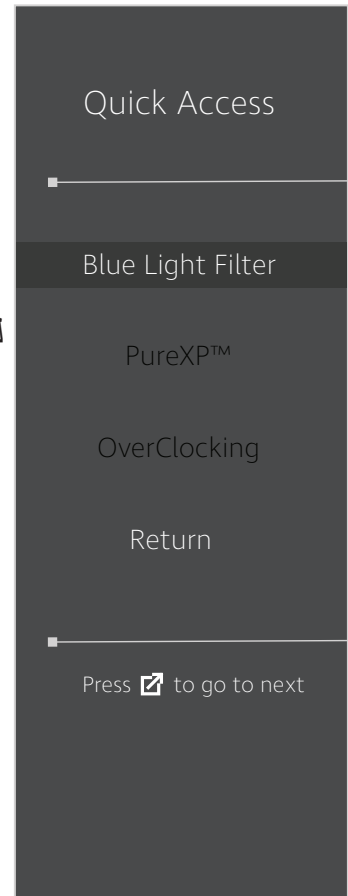 Quick Access
Blue Light Filter
PureXP™
OverClocking
Return
Press to go to next